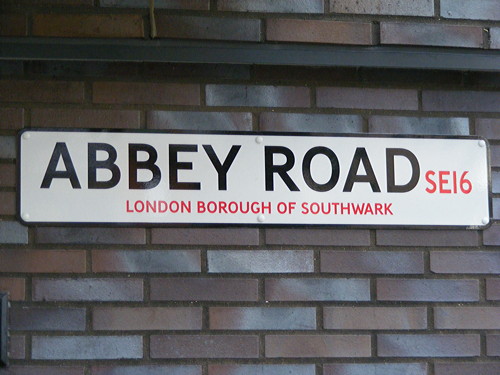 ABBEY ROAD SE16
LONDON BOROUGH OF SOUTHWARK